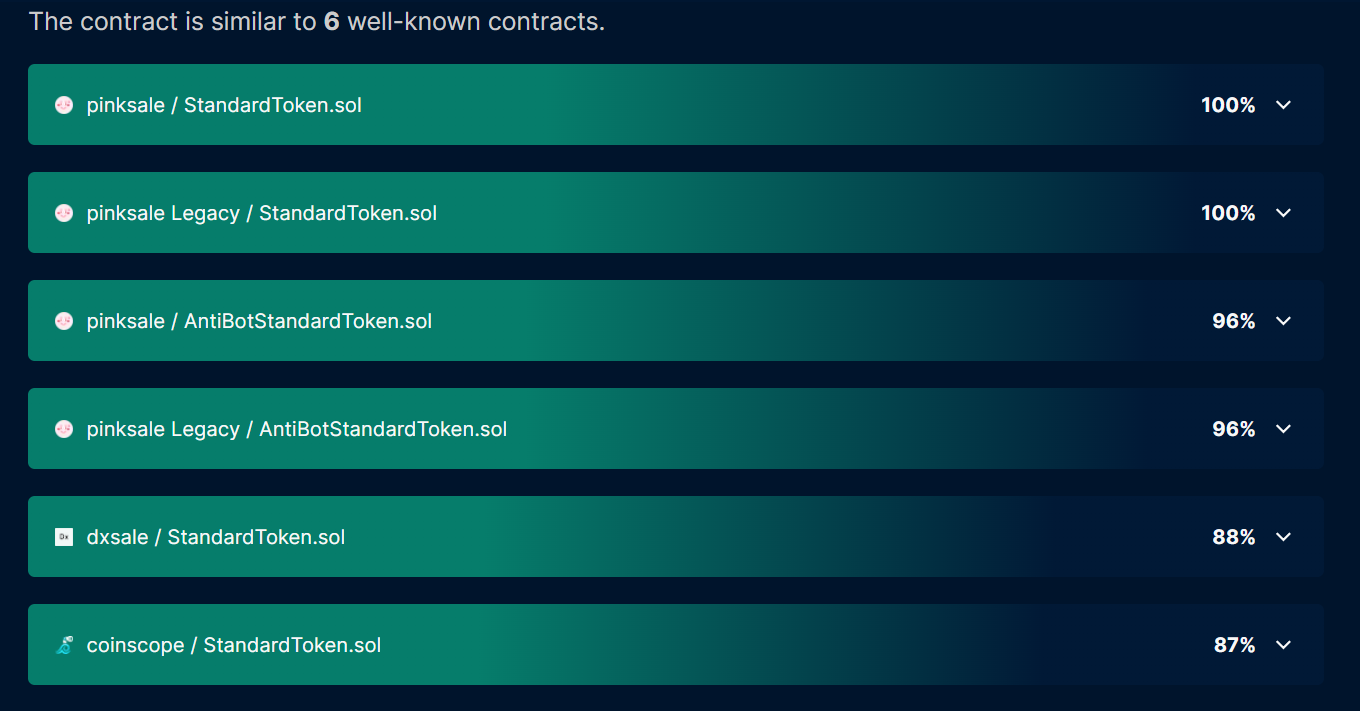 The contract is similar to 6 well-known contracts.
pinksale / StandardToken.sol 100%
pinksale Legacy / StandardToken.sol 100%
pinksale / AntiBotStandardToken.sol 96%
pinksale Legacy / AntiBotStandardToken.sol 96%
Dx dxsale / StandardToken.sol 88%
coinscope / StandardToken.sol 87%